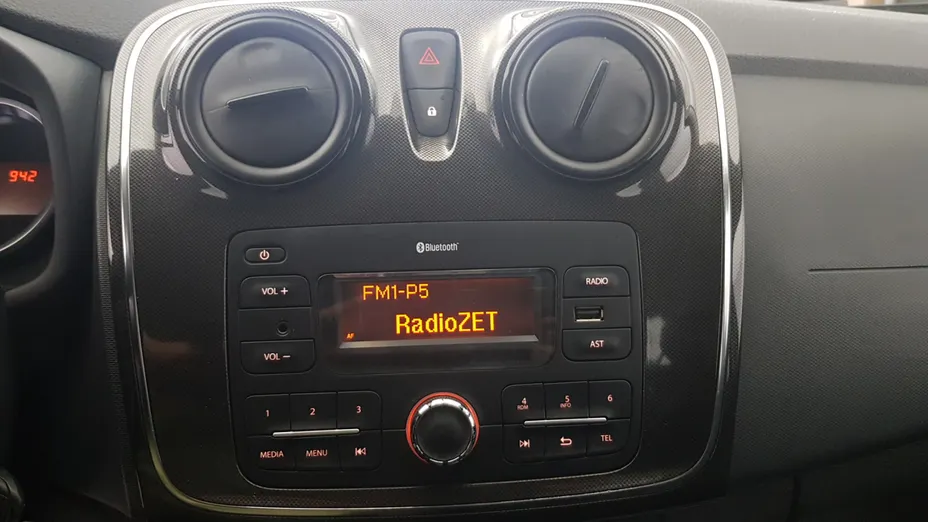 942
Bluetooth
VOL +
RADIO
FM1-P5
RadioZET
AF
VOL –
AST
1
2
3
4
RDM
5
INFO
6
MEDIA
MENU
TEL